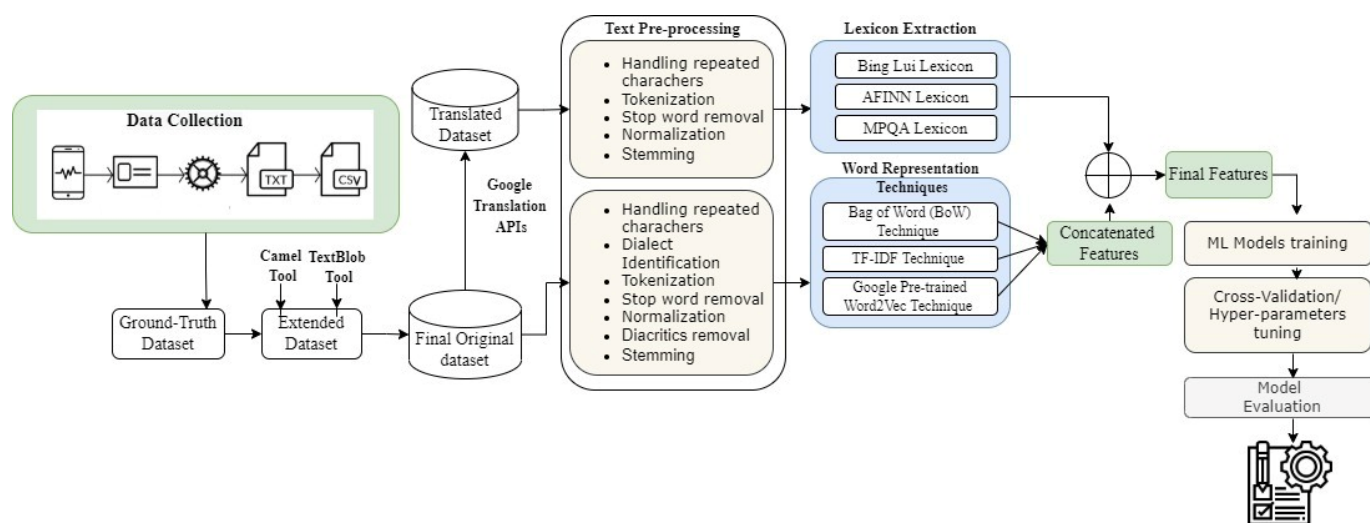 Data Collection
TXT
CSV
Ground-Truth
Dataset
Camel
Tool
TextBlob
Tool
Extended
Dataset
Final Original
dataset
Google
Translation
APIs
Translated
Dataset
Text Pre-processing
• Handling repeated
charachers
• Tokenization
• Stop word removal
• Normalization
• Stemming
• Handling repeated
charachers
• Dialect
Identification
• Tokenization
• Stop word removal
• Normalization
• Diacritics removal
• Stemming
Lexicon Extraction
Bing Lui Lexicon
AFINN Lexicon
MPQA Lexicon
Word Representation
Techniques
Bag of Word (BoW)
Technique
TF-IDF Technique
Google Pre-trained
Word2Vec Technique
Concatenated
Features
Final Features
ML Models training
Cross-Validation/
Hyper-parameters
tuning
Model
Evaluation